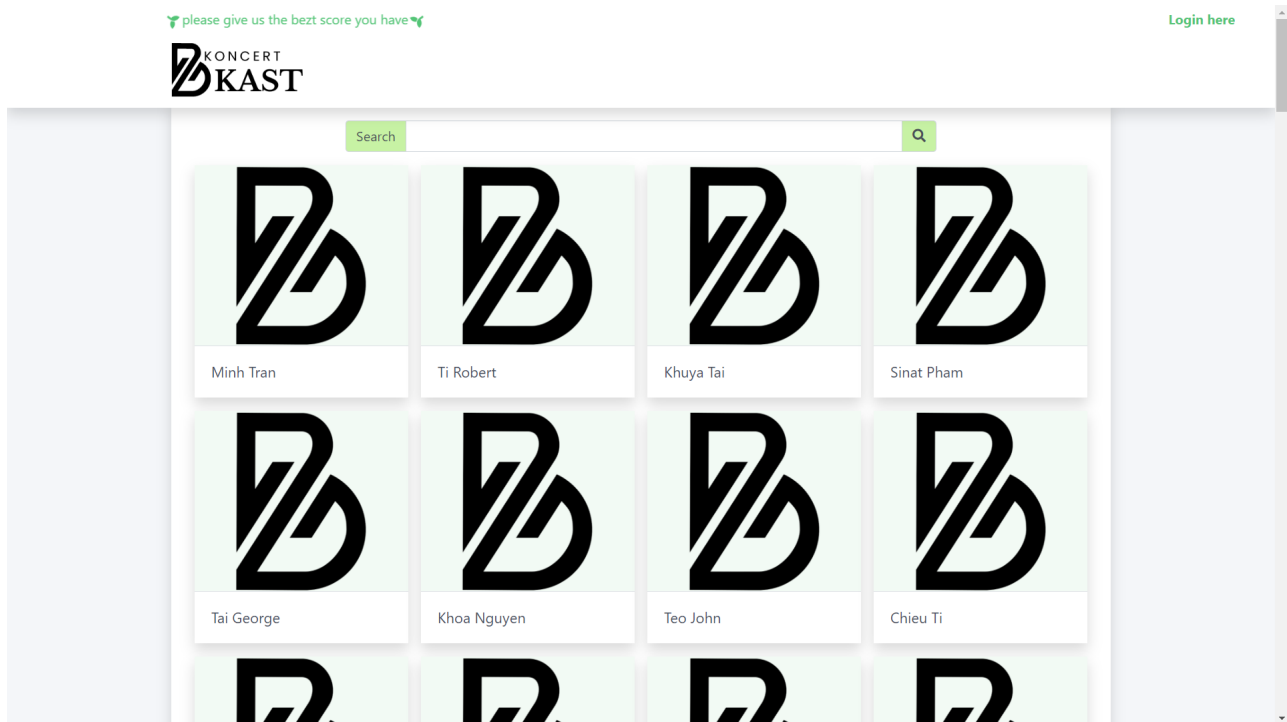 please give us the bezt score you have
Login here
KONCERT
KAST
Search
Minh Tran
Ti Robert
Khuya Tai
Sinat Pham
Tai George
Khoa Nguyen
Teo John
Chieu Ti